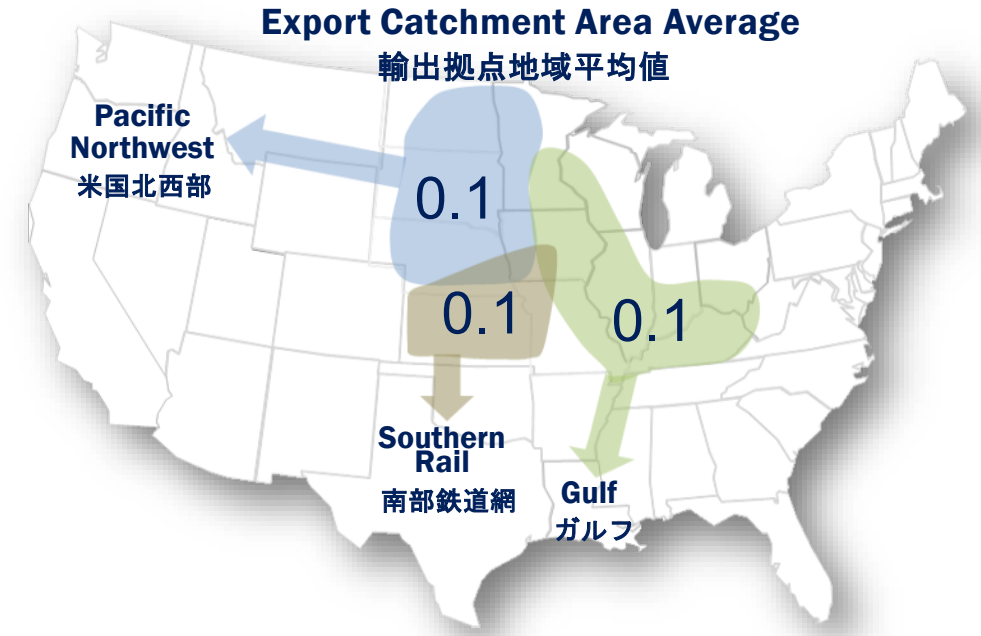 Export Catchment Area Average
輸出拠点地域平均値
Pacific
Northwest
米国北西部
0.1
0.1
0.1
Southern
Rail
南部鉄道網
Gulf
ガルフ